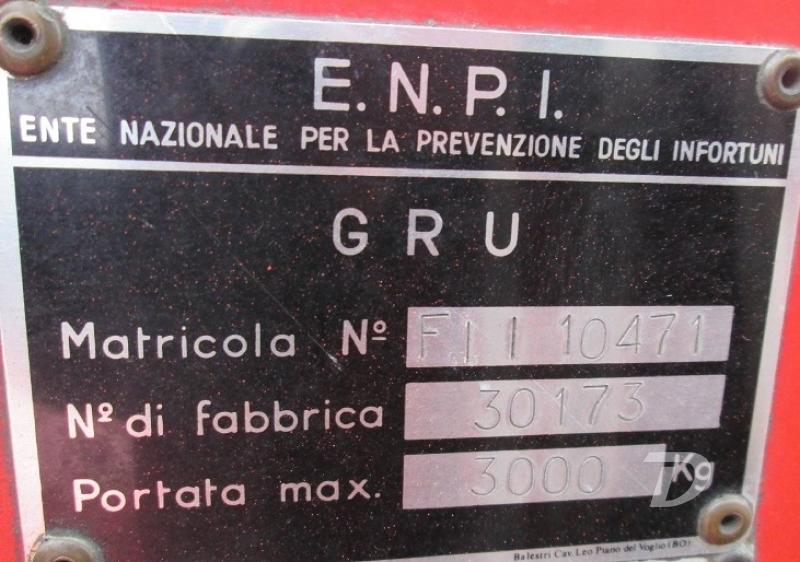 E.N.P.I.
ENTE NAZIONALE PER LA PREVENZIONE DEGLI INFORTUNI
GRU
Matricola Nº FII 10471
Nº di fabbrica 30173
Portata max. 3000 Kg
Balestri Cav. Leo Piano del Voglio (BO)